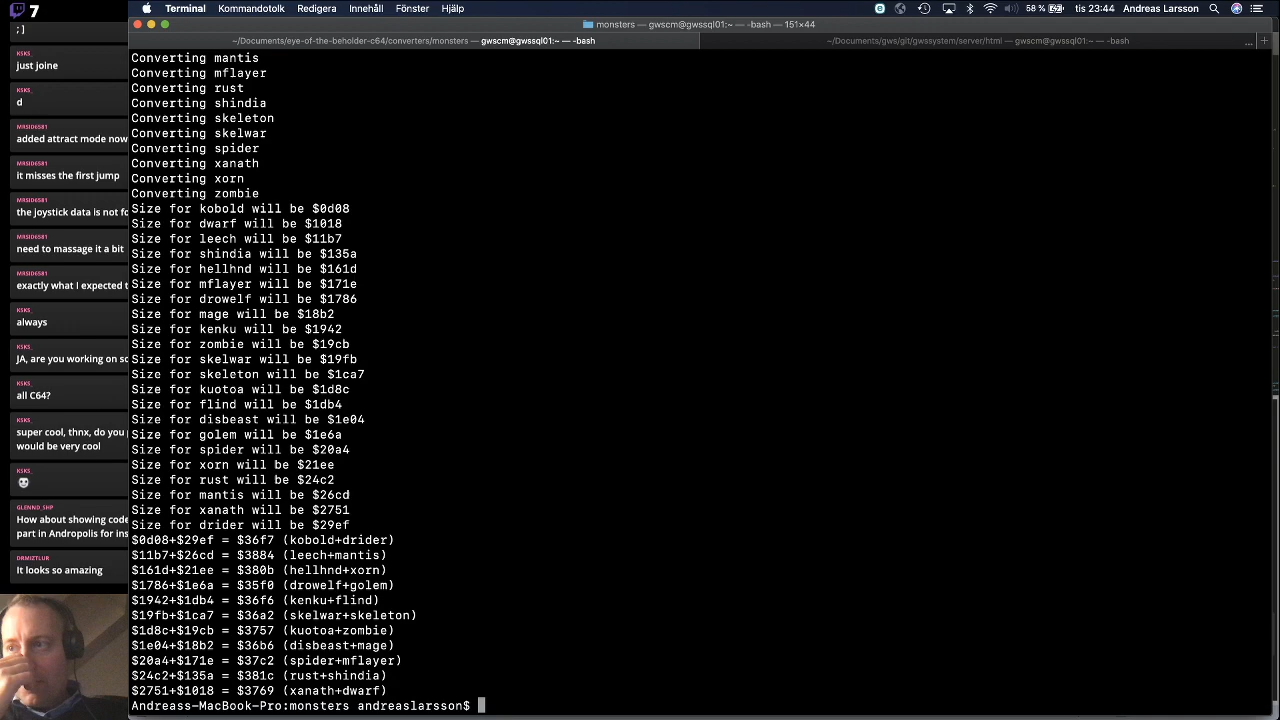 7
Terminal Kommandotolk Redigera Innehåll Fönster Hjälp
58 % tis 23:44 Andreas Larsson
monsters — gwscm@gwssql01:~ — -bash — 151×44
~/Documents/eye-of-the-beholder-c64/converters/monsters — gwscm@gwssql01:~ — -bash
~/Documents/gws/git/gwssystem/server/html — gwscm@gwssql01:~ — -bash
;]
KSKS_
just joine
KSKS_
d
MRSID6581
added attract mode now
MRSID6581
it misses the first jump
MRSID6581
the joystick data is not fo
MRSID6581
need to massage it a bit
MRSID6581
exactly what I expected t
KSKS_
always
KSKS_
JA, are you working on so
KSKS_
all C64?
KSKS_
super cool, thnx, do you
would be very cool
KSKS_
GLENND_SHP
How about showing code
part in Andropolis for ins
DRMIZTLUR
It looks so amazing
Converting mantis
Converting mflayer
Converting rust
Converting shindia
Converting skeleton
Converting skelwar
Converting spider
Converting xanath
Converting xorn
Converting zombie
Size for kobold will be $0d08
Size for dwarf will be $1018
Size for leech will be $11b7
Size for shindia will be $135a
Size for hellhnd will be $161d
Size for mflayer will be $171e
Size for drowelf will be $1786
Size for mage will be $18b2
Size for kenku will be $1942
Size for zombie will be $19cb
Size for skelwar will be $19fb
Size for skeleton will be $1ca7
Size for kuotoa will be $1d8c
Size for flind will be $1db4
Size for disbeast will be $1e04
Size for golem will be $1e6a
Size for spider will be $20a4
Size for xorn will be $21ee
Size for rust will be $24c2
Size for mantis will be $26cd
Size for xanath will be $2751
Size for drider will be $29ef
$0d08+$29ef = $36f7 (kobold+drider)
$11b7+$26cd = $3884 (leech+mantis)
$161d+$21ee = $380b (hellhnd+xorn)
$1786+$1e6a = $35f0 (drowelf+golem)
$1942+$1db4 = $36f6 (kenku+flind)
$19fb+$1ca7 = $36a2 (skelwar+skeleton)
$1d8c+$19cb = $3757 (kuotoa+zombie)
$1e04+$18b2 = $36b6 (disbeast+mage)
$20a4+$171e = $37c2 (spider+mflayer)
$24c2+$135a = $381c (rust+shindia)
$2751+$1018 = $3769 (xanath+dwarf)
Andreass-MacBook-Pro:monsters andreaslarsson$